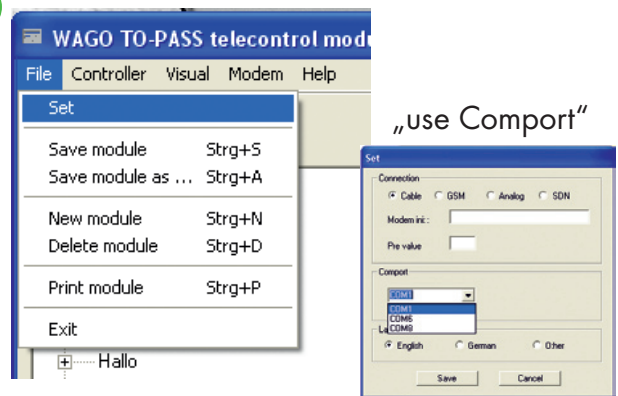 WAGO TO-PASS telecontrol modu
File Controller Visual Modem Help
Set
Save module Strg+S
Save module as ... Strg+A
New module Strg+N
Delete module Strg+D
Print module Strg+P
Exit
Hallo
„use Comport“
Set
Connection
Cable GSM Analog SDN
Modem ini:
Pre value
Comport
COM1
COM1
COM6
COM8
La
English German Other
Save Cancel